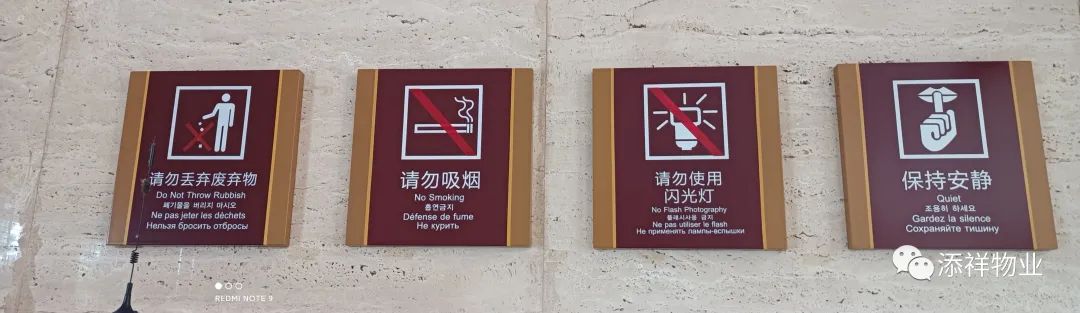 请勿丢弃废弃物
Do Not Throw Rubbish
폐기물을 버리지 마시오
Ne pas jeter les déchets
Нельзя бросить отбросы
请勿吸烟
No Smoking
흡연금지
Défense de fume
Не курить
请勿使用
闪光灯
No Flash Photography
플래시사용 금지
Ne pas utiliser le flash
Не применять лампы-вспышки
保持安静
Quiet
조용히 하세요
Gardez la silence
Сохраняйте тишину
添祥物业
REDMI NOTE 9